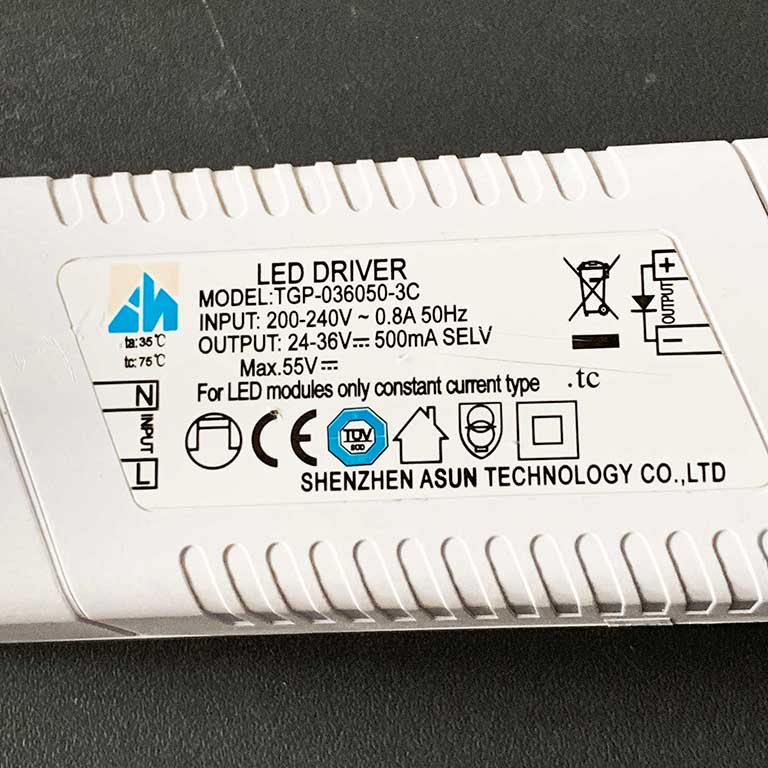 LED DRIVER
MODEL:TGP-036050-3C
INPUT: 200-240V ~ 0.8A 50Hz
OUTPUT: 24-36V⎓ 500mA SELV
Max.55V⎓
For LED modules only constant current type
.tc
ta:35℃
tc:75℃
N
INPUT
L
+
OUTPUT
−
CE
TÜV
SHENZHEN ASUN TECHNOLOGY CO.,LTD